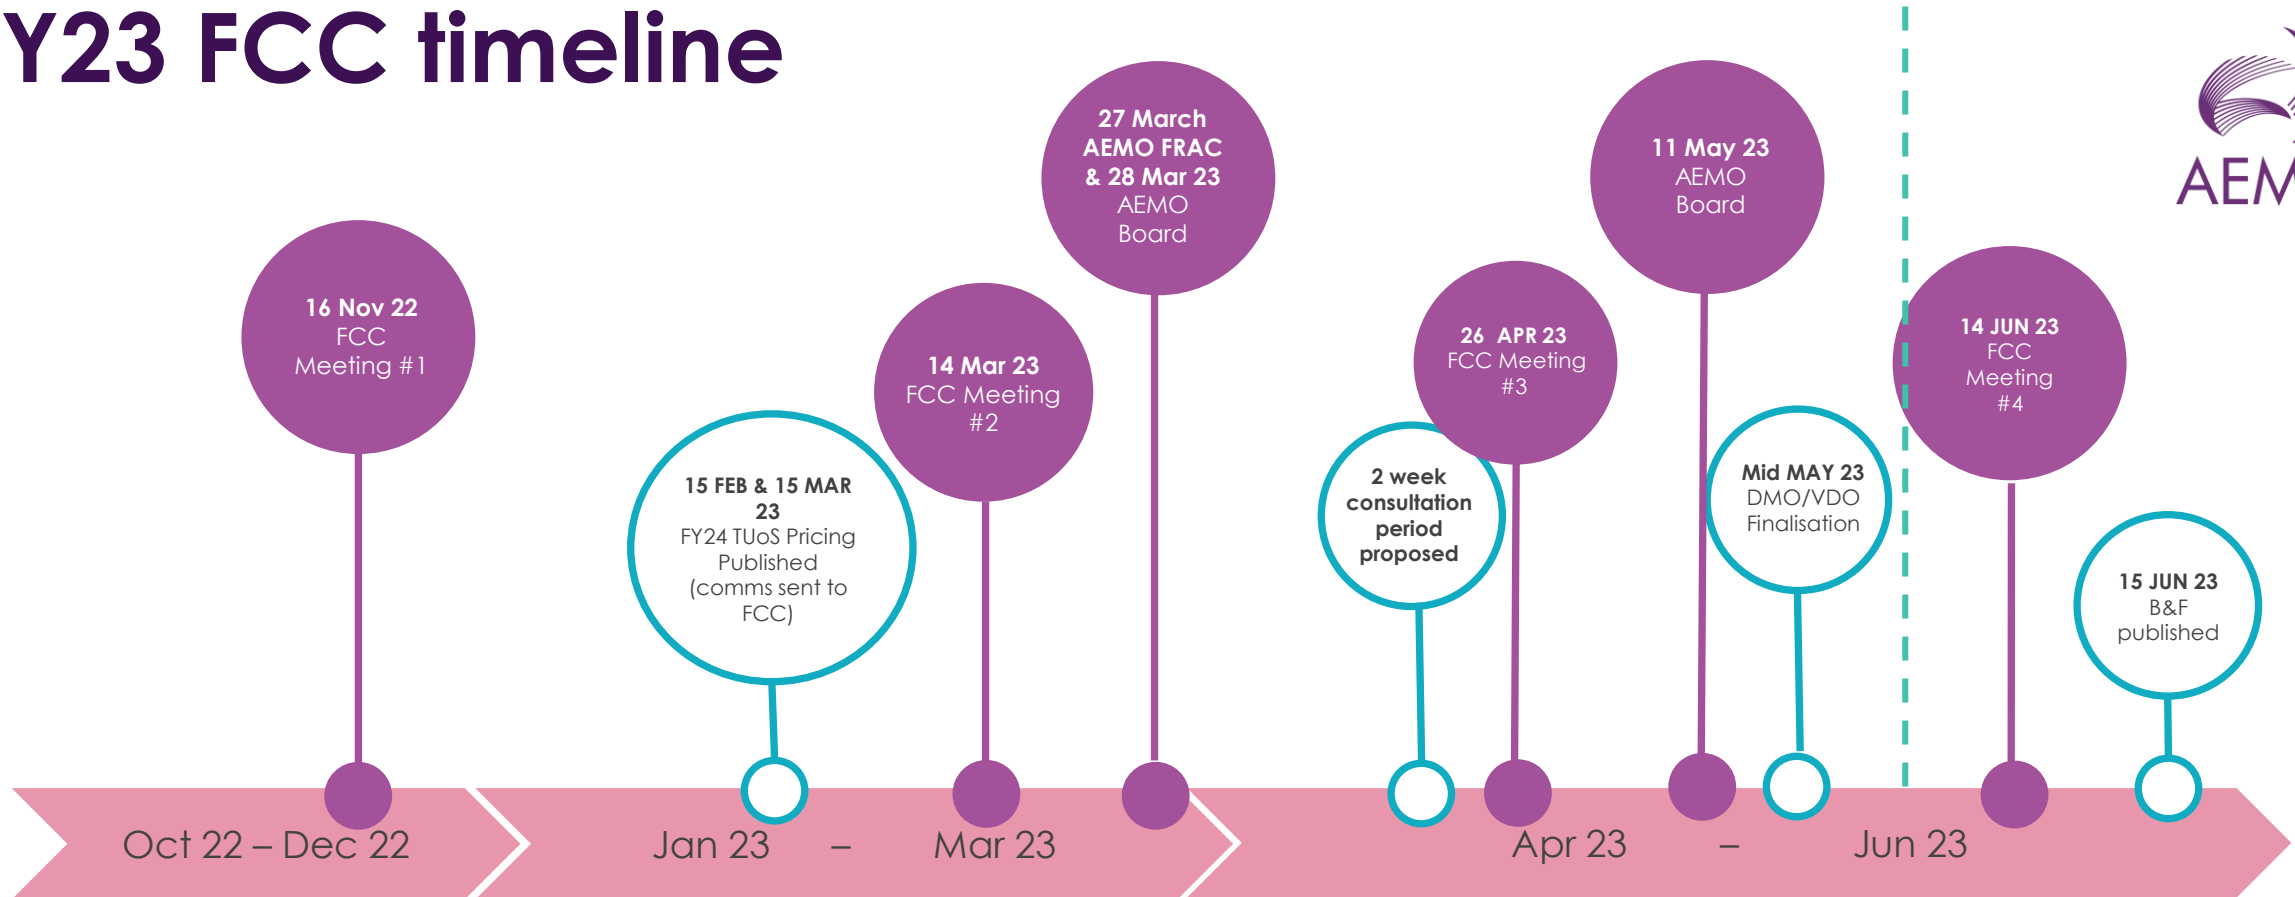 Y23 FCC timeline
16 Nov 22
FCC
Meeting #1
15 FEB & 15 MAR
23
FY24 TUoS Pricing
Published
(comms sent to
FCC)
14 Mar 23
FCC Meeting
#2
27 March
AEMO FRAC
& 28 Mar 23
AEMO
Board
2 week
consultation
period
proposed
26 APR 23
FCC Meeting
#3
11 May 23
AEMO
Board
Mid MAY 23
DMO/VDO
Finalisation
14 JUN 23
FCC
Meeting
#4
15 JUN 23
B&F
published
AEM
Oct 22 – Dec 22
Jan 23 – Mar 23
Apr 23 – Jun 23